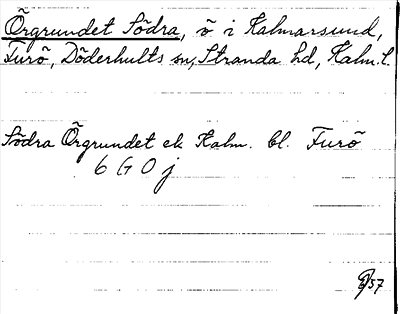 Örgrundet Södra, ö i Kalmarsund,
Furö, Döderhults sn, Stranda hd, Kalm. l.
Södra Örgrundet ek Kalm. bl. Furö
6 G 0 j
/57